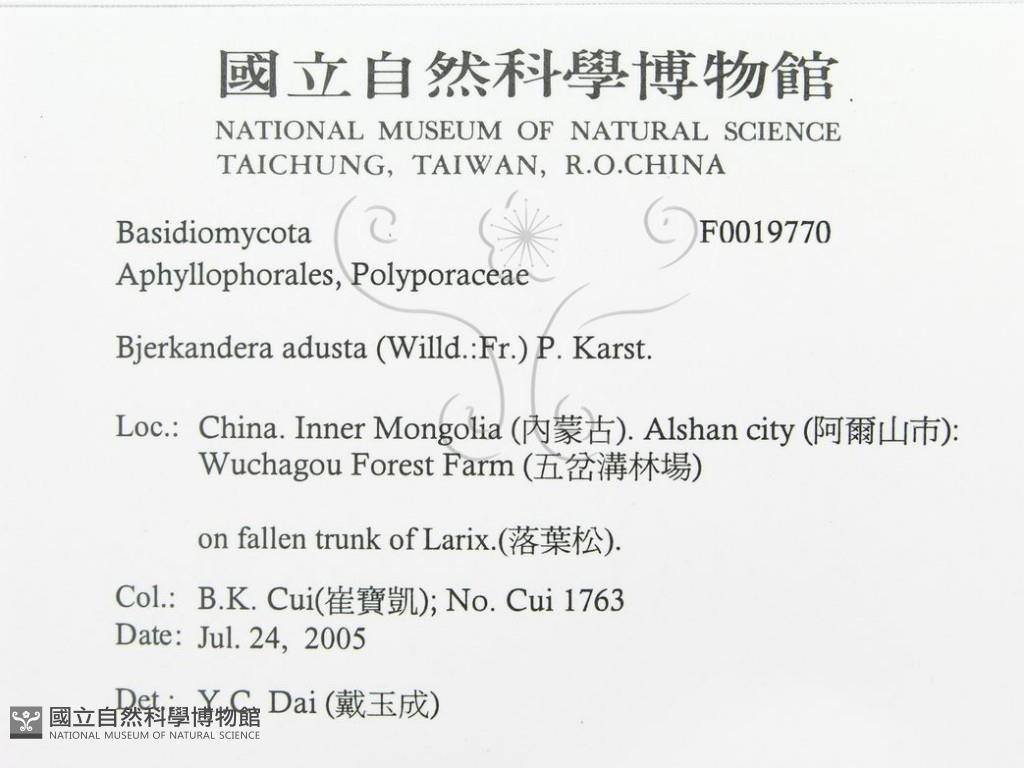 國立自然科學博物館
NATIONAL MUSEUM OF NATURAL SCIENCE
TAICHUNG, TAIWAN, R.O.CHINA
Basidiomycota F0019770
Aphyllophorales, Polyporaceae
Bjerkandera adusta (Willd.:Fr.) P. Karst.
Loc.: China. Inner Mongolia (內蒙古). Alshan city (阿爾山市):
Wuchagou Forest Farm (五岔溝林場)
on fallen trunk of Larix.(落葉松).
Col.: B.K. Cui(崔寶凱); No. Cui 1763
Date: Jul. 24, 2005
Det.: Y.C. Dai (戴玉成)
國立自然科學博物館
NATIONAL MUSEUM OF NATURAL SCIENCE